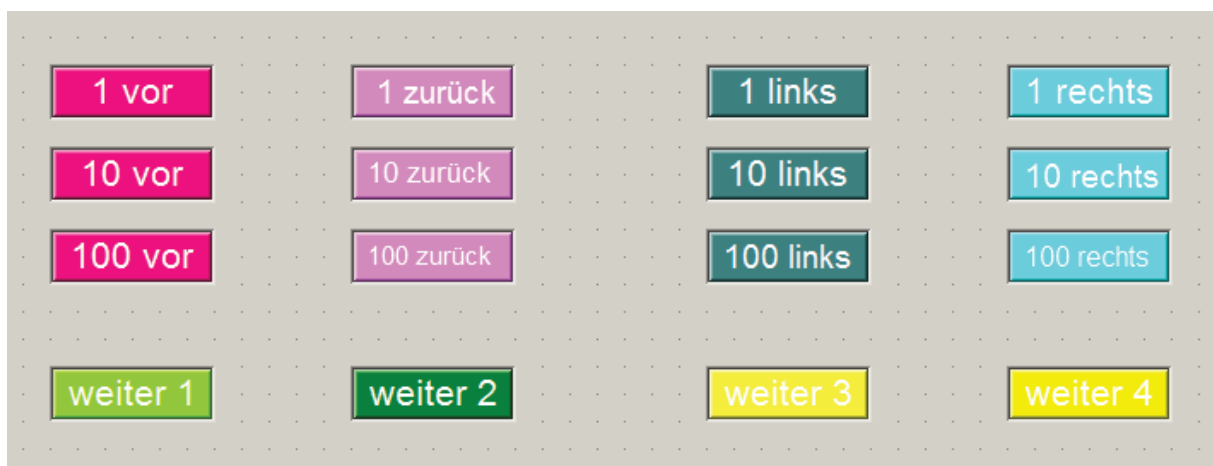 1 vor 1 zurück 1 links 1 rechts
10 vor 10 zurück 10 links 10 rechts
100 vor 100 zurück 100 links 100 rechts
weiter 1 weiter 2 weiter 3 weiter 4